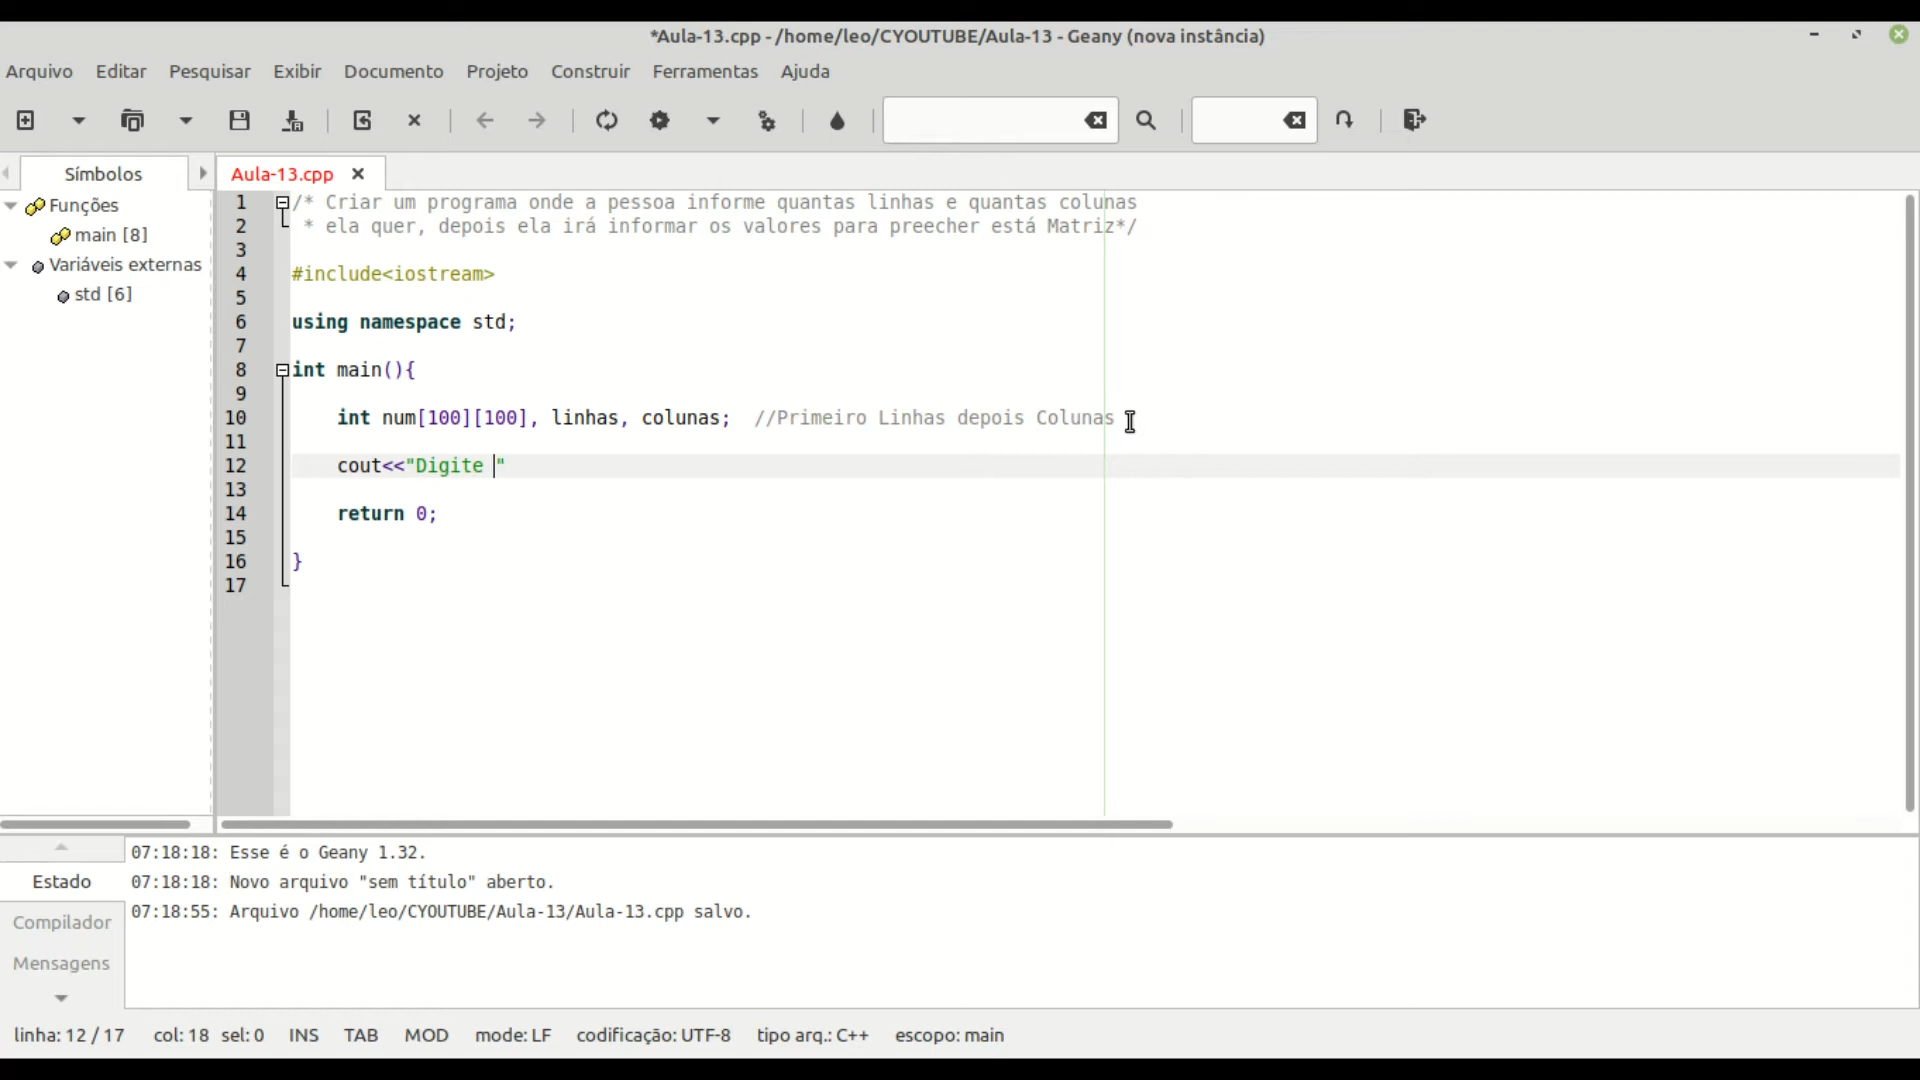 *Aula-13.cpp - /home/leo/CYOUTUBE/Aula-13 - Geany (nova instância)
Arquivo Editar Pesquisar Exibir Documento Projeto Construir Ferramentas Ajuda
Símbolos
Aula-13.cpp
Funções
main [8]
Variáveis externas
std [6]
1 /* Criar um programa onde a pessoa informe quantas linhas e quantas colunas
2 * ela quer, depois ela irá informar os valores para preecher está Matriz*/
3
4 #include<iostream>
5
6 using namespace std;
7
8 int main(){
9
10 int num[100][100], linhas, colunas; //Primeiro Linhas depois Colunas
11
12 cout<<"Digite "
13
14 return 0;
15
16 }
17
Estado
Compilador
Mensagens
07:18:18: Esse é o Geany 1.32.
07:18:18: Novo arquivo "sem título" aberto.
07:18:55: Arquivo /home/leo/CYOUTUBE/Aula-13/Aula-13.cpp salvo.
linha: 12 / 17 col: 18 sel: 0 INS TAB MOD mode: LF codificação: UTF-8 tipo arq.: C++ escopo: main